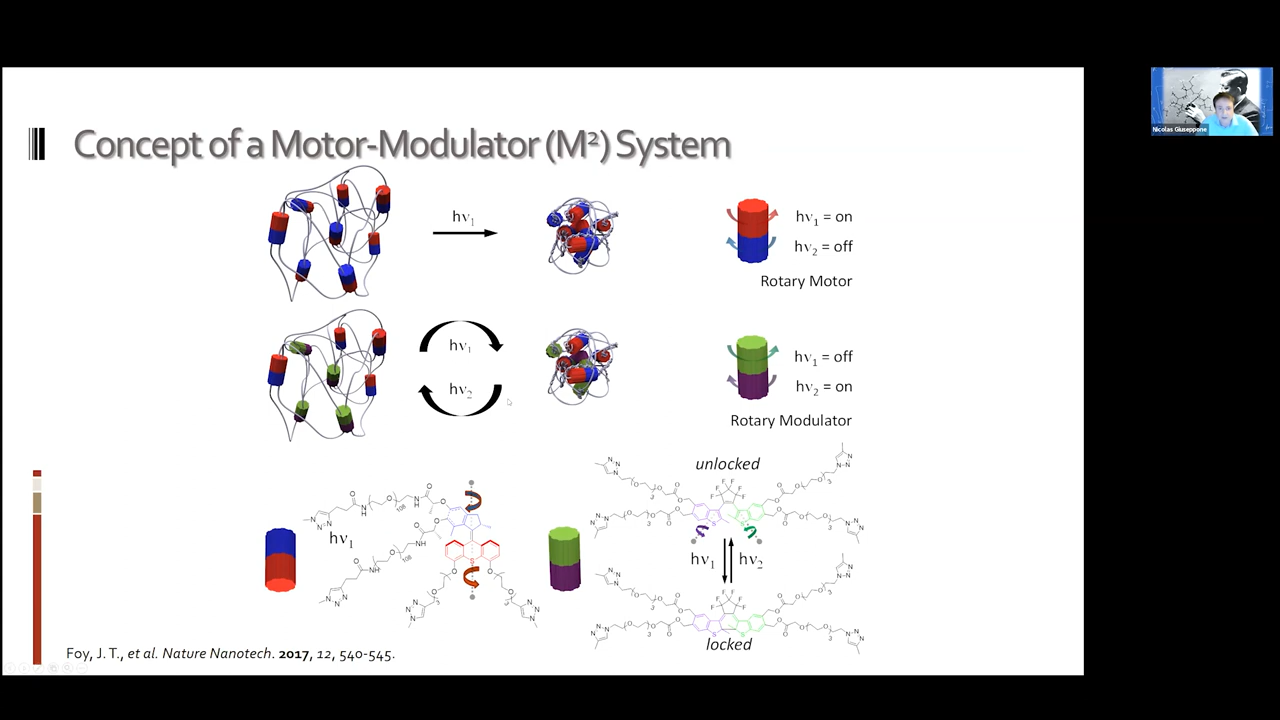 Nicolas Giuseppone
Concept of a Motor-Modulator (M²) System
hν₁
hν₁ = on
hν₂ = off
Rotary Motor
hν₁
hν₂
hν₁ = off
hν₂ = on
Rotary Modulator
unlocked
hν₁
hν₁ hν₂
locked
Foy, J. T., et al. Nature Nanotech. 2017, 12, 540-545.